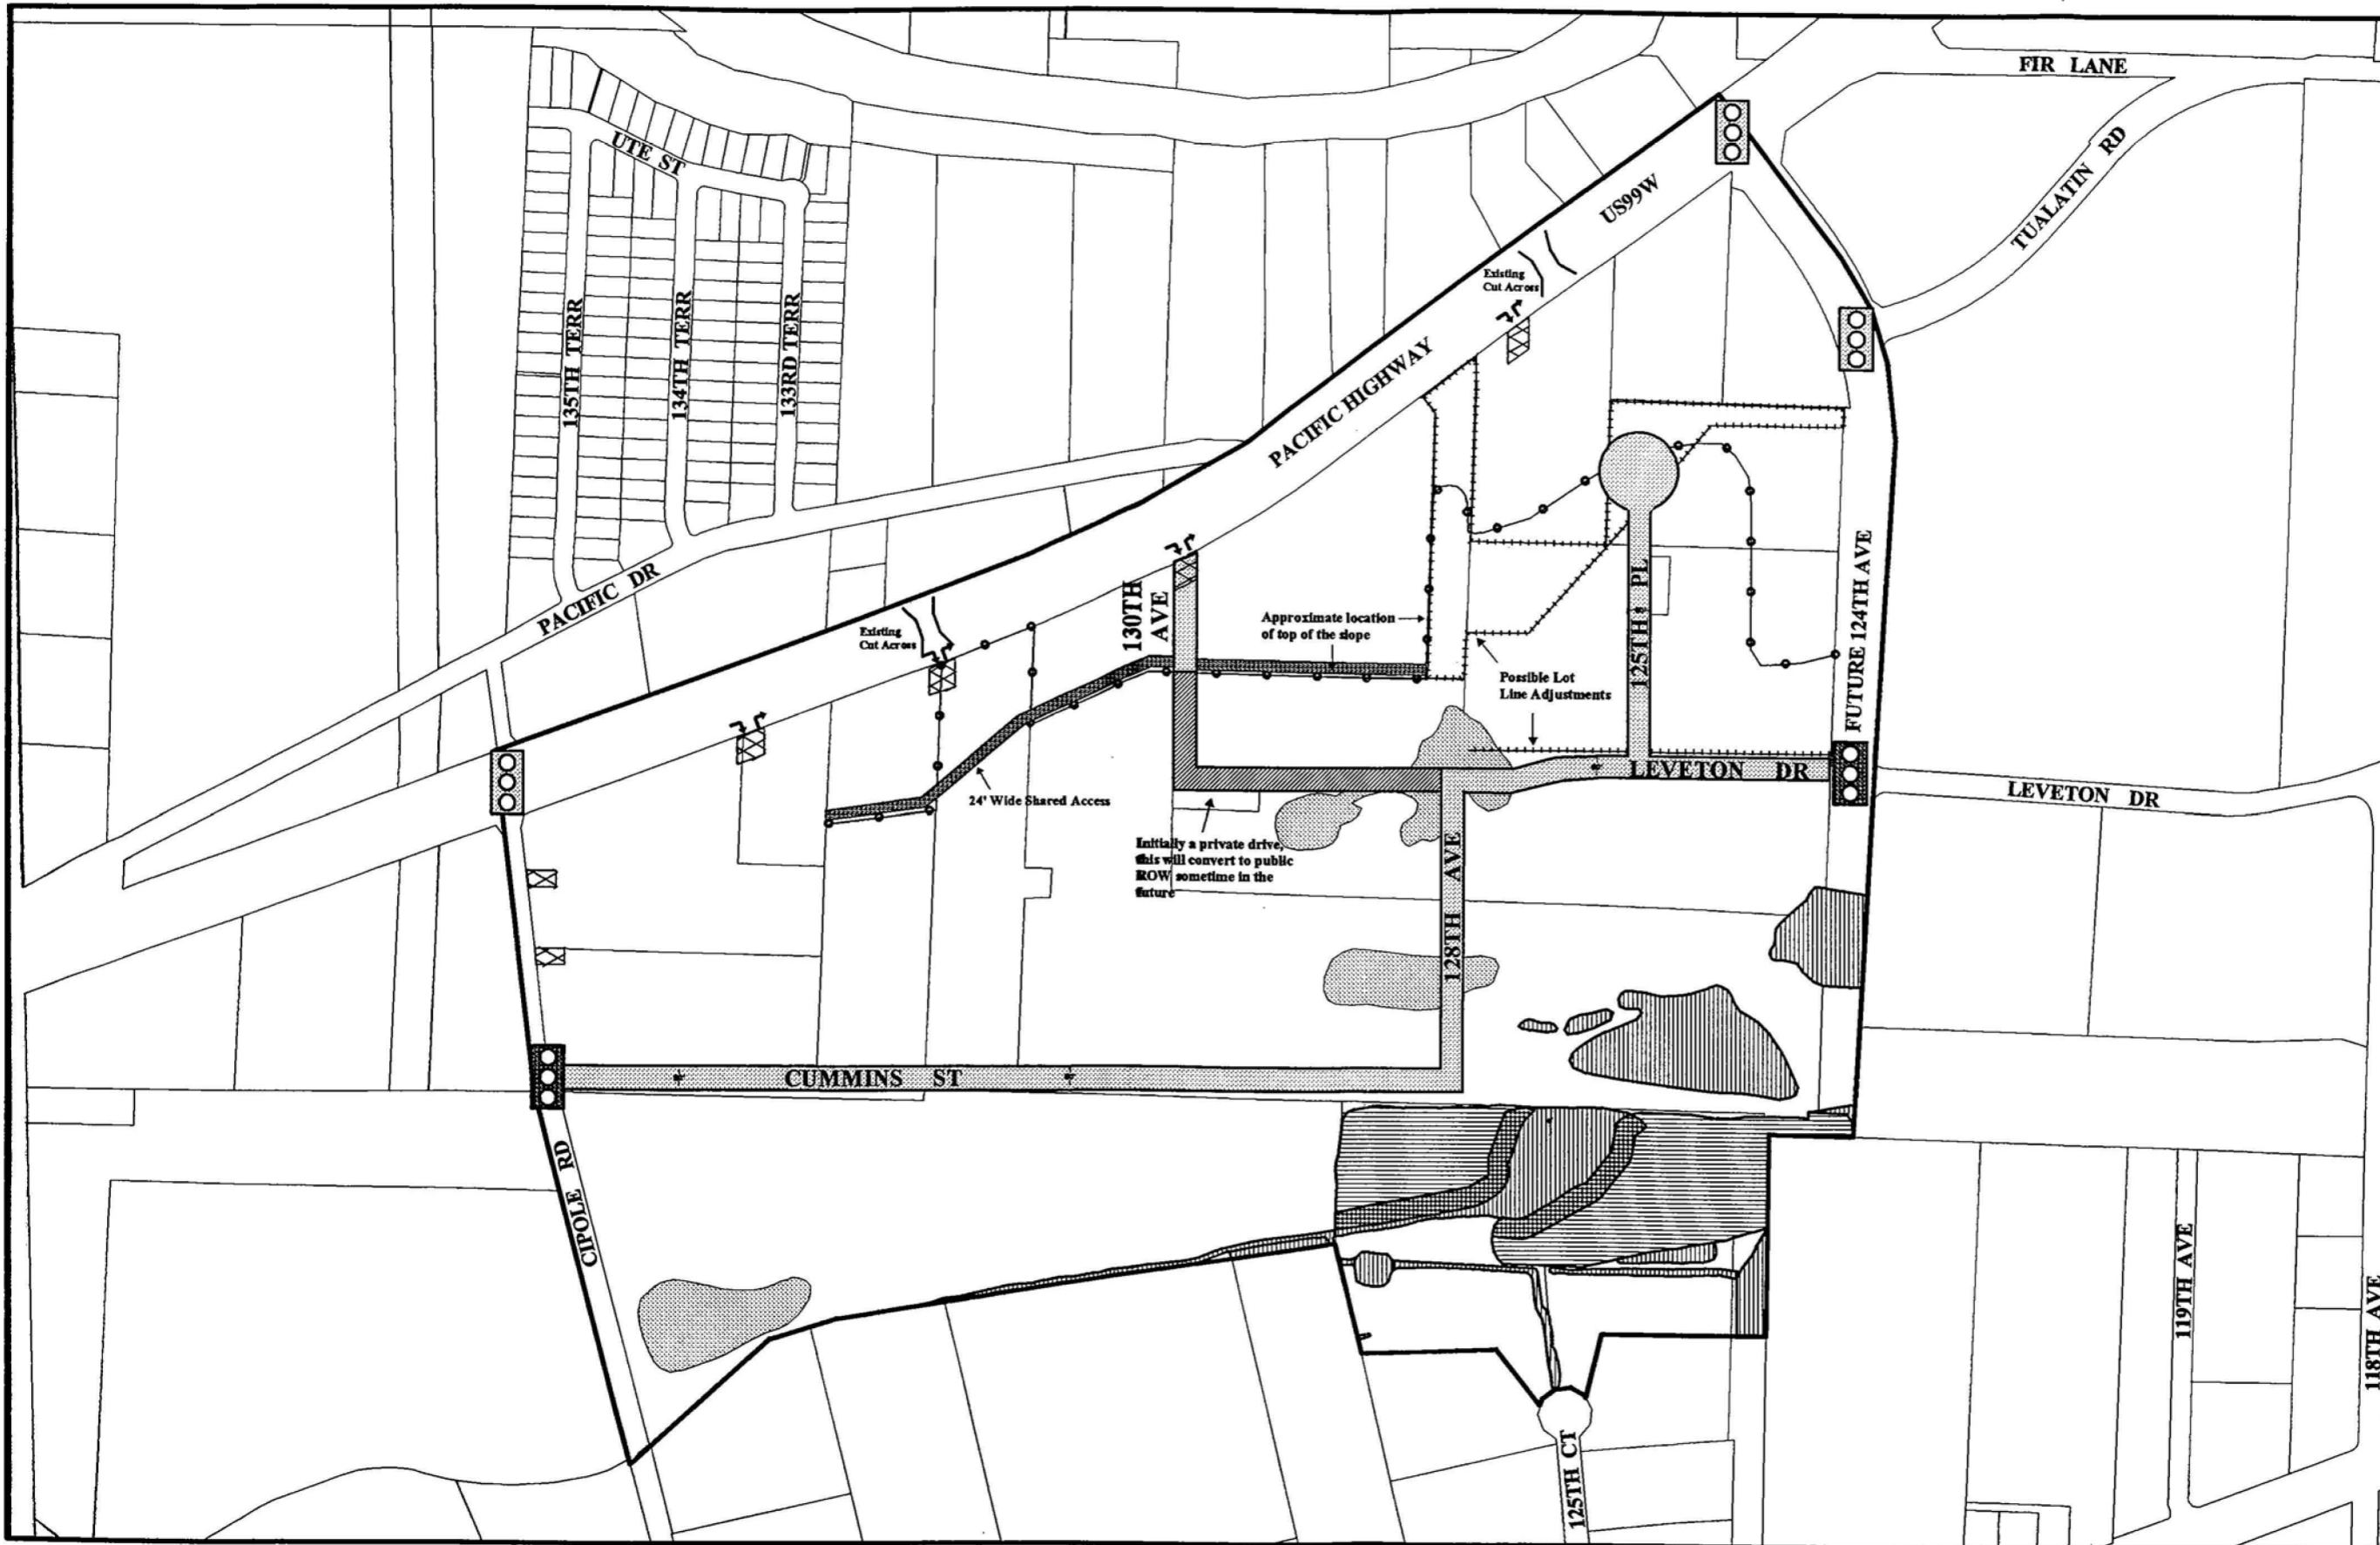 FIR LANE
UTE ST
TUALATIN RD
US99W
Existing
Cut Across
135TH TERR
134TH TERR
133RD TERR
PACIFIC HIGHWAY
PACIFIC DR
130TH
AVE
Approximate location
of top of the slope
125TH PL
FUTURE 124TH AVE
Existing
Cut Across
Possible Lot
Line Adjustments
LEVETON DR
LEVETON DR
24' Wide Shared Access
Initially a private drive,
this will convert to public
ROW sometime in the
future
128TH AVE
CUMMINS ST
CIPOLE RD
119TH AVE
118TH AVE
125TH CT